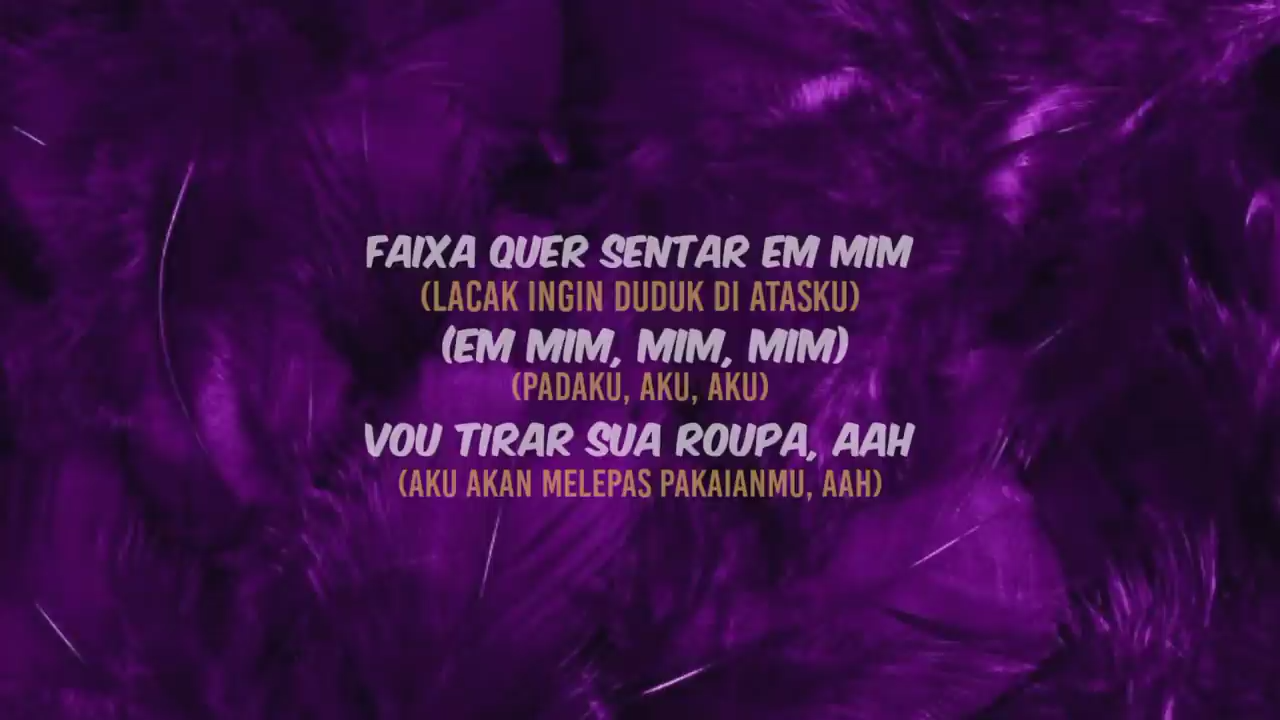 FAIXA QUER SENTAR EM MIM
(LACAK INGIN DUDUK DI ATASKU)
(EM MIM, MIM, MIM)
(PADAKU, AKU, AKU)
VOU TIRAR SUA ROUPA, AAH
(AKU AKAN MELEPAS PAKAIANMU, AAH)